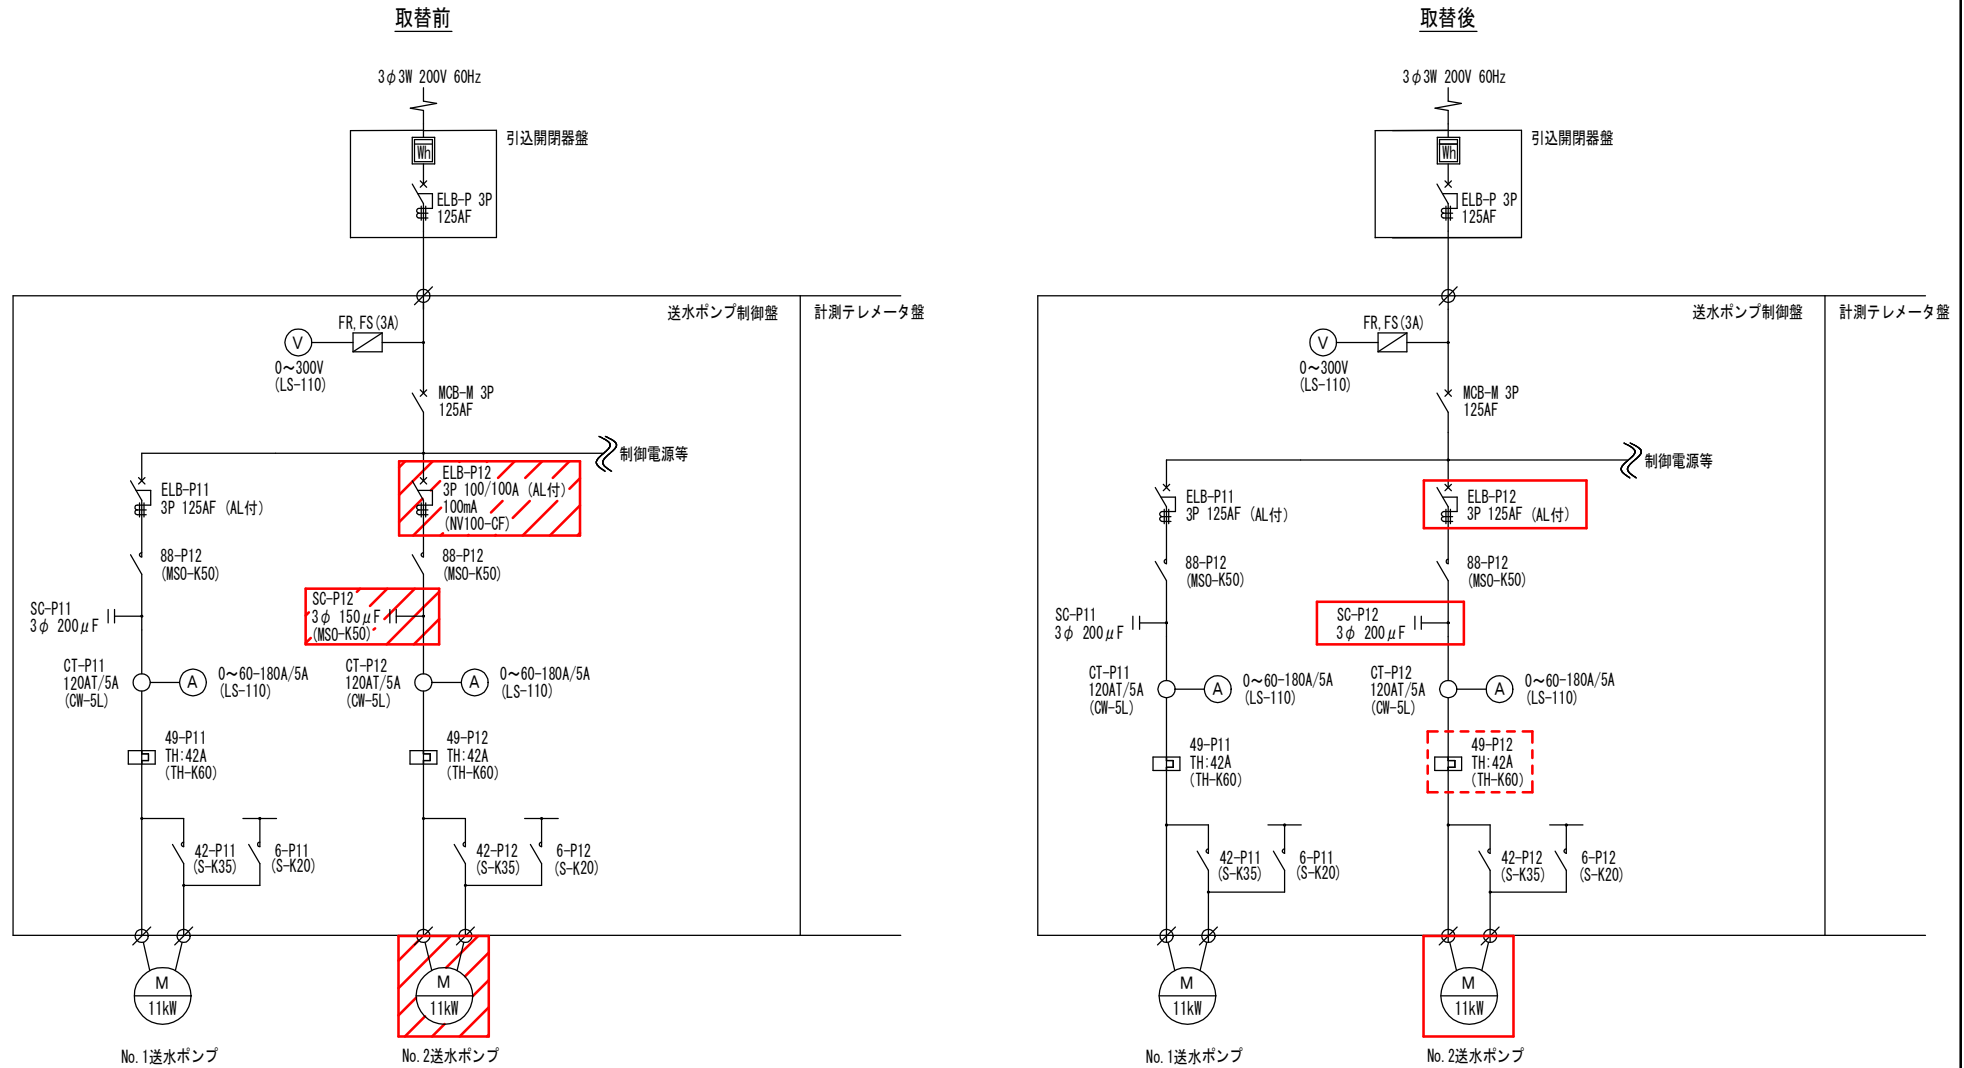 取替前
3φ3W 200V 60Hz
引込開閉器盤
Wh
ELB-P 3P
125AF
送水ポンプ制御盤
計測テレメータ盤
FR,FS(3A)
V
0～300V
(LS-110)
MCB-M 3P
125AF
制御電源等
ELB-P11
3P 125AF (AL付)
ELB-P12
3P 100/100A (AL付)
100mA
(NV100-CF)
88-P12
(MSO-K50)
88-P12
(MSO-K50)
SC-P11
3φ 200μF
SC-P12
3φ 150μF
(MSO-K50)
CT-P11
120AT/5A
(CW-5L)
A
0～60-180A/5A
(LS-110)
CT-P12
120AT/5A
(CW-5L)
A
0～60-180A/5A
(LS-110)
49-P11
TH:42A
(TH-K60)
49-P12
TH:42A
(TH-K60)
42-P11
(S-K35)
6-P11
(S-K20)
42-P12
(S-K35)
6-P12
(S-K20)
M
11kW
M
11kW
No.1送水ポンプ
No.2送水ポンプ
取替後
3φ3W 200V 60Hz
引込開閉器盤
Wh
ELB-P 3P
125AF
送水ポンプ制御盤
計測テレメータ盤
FR,FS(3A)
V
0～300V
(LS-110)
MCB-M 3P
125AF
制御電源等
ELB-P11
3P 125AF (AL付)
ELB-P12
3P 125AF (AL付)
88-P12
(MSO-K50)
88-P12
(MSO-K50)
SC-P11
3φ 200μF
SC-P12
3φ 200μF
CT-P11
120AT/5A
(CW-5L)
A
0～60-180A/5A
(LS-110)
CT-P12
120AT/5A
(CW-5L)
A
0～60-180A/5A
(LS-110)
49-P11
TH:42A
(TH-K60)
49-P12
TH:42A
(TH-K60)
42-P11
(S-K35)
6-P11
(S-K20)
42-P12
(S-K35)
6-P12
(S-K20)
M
11kW
M
11kW
No.1送水ポンプ
No.2送水ポンプ